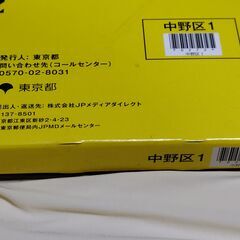 2
中野区1
発行人：東京都
問い合わせ先（コールセンター）
0570-02-8031
東京都
出人・返送先：株式会社JPメディアダイレクト
137-8501
京都江東区新砂2-4-23
東京郵便局内JPMDメールセンター
中野区1